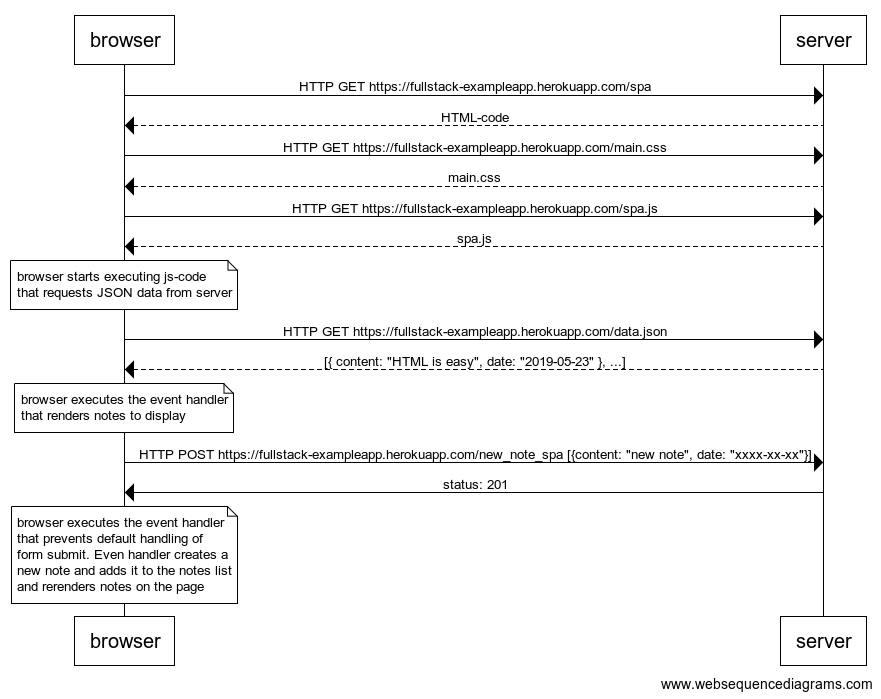 browser
server
HTTP GET https://fullstack-exampleapp.herokuapp.com/spa
HTML-code
HTTP GET https://fullstack-exampleapp.herokuapp.com/main.css
main.css
HTTP GET https://fullstack-exampleapp.herokuapp.com/spa.js
spa.js
browser starts executing js-code
that requests JSON data from server
HTTP GET https://fullstack-exampleapp.herokuapp.com/data.json
[{ content: "HTML is easy", date: "2019-05-23" }, ...]
browser executes the event handler
that renders notes to display
HTTP POST https://fullstack-exampleapp.herokuapp.com/new_note_spa [{content: "new note", date: "xxxx-xx-xx"}]
status: 201
browser executes the event handler
that prevents default handling of
form submit. Even handler creates a
new note and adds it to the notes list
and rerenders notes on the page
browser
server
www.websequencediagrams.com